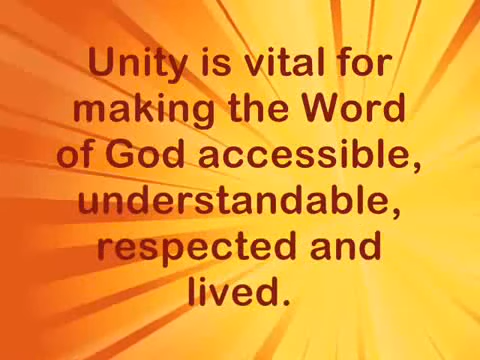 Unity is vital for
making the Word
of God accessible,
understandable,
respected and
lived.